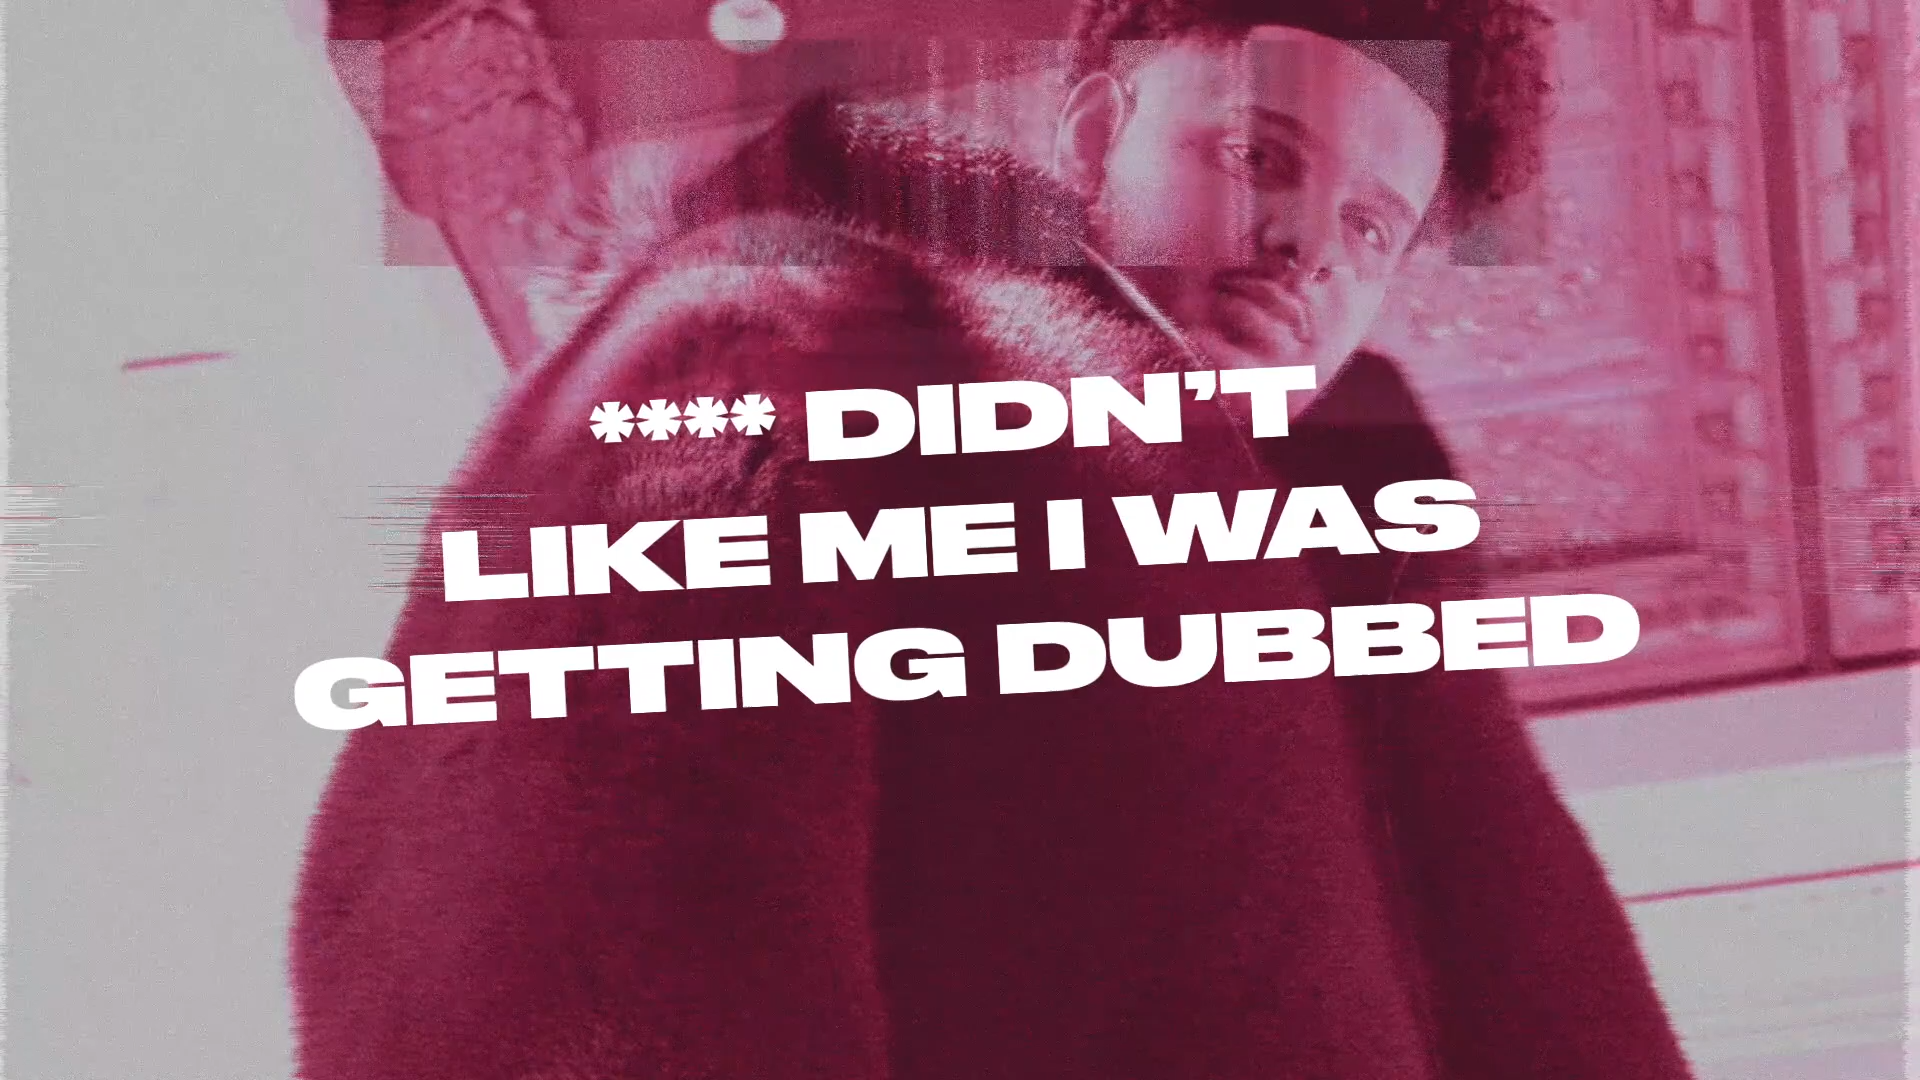 **** DIDN’T
LIKE ME I WAS
GETTING DUBBED